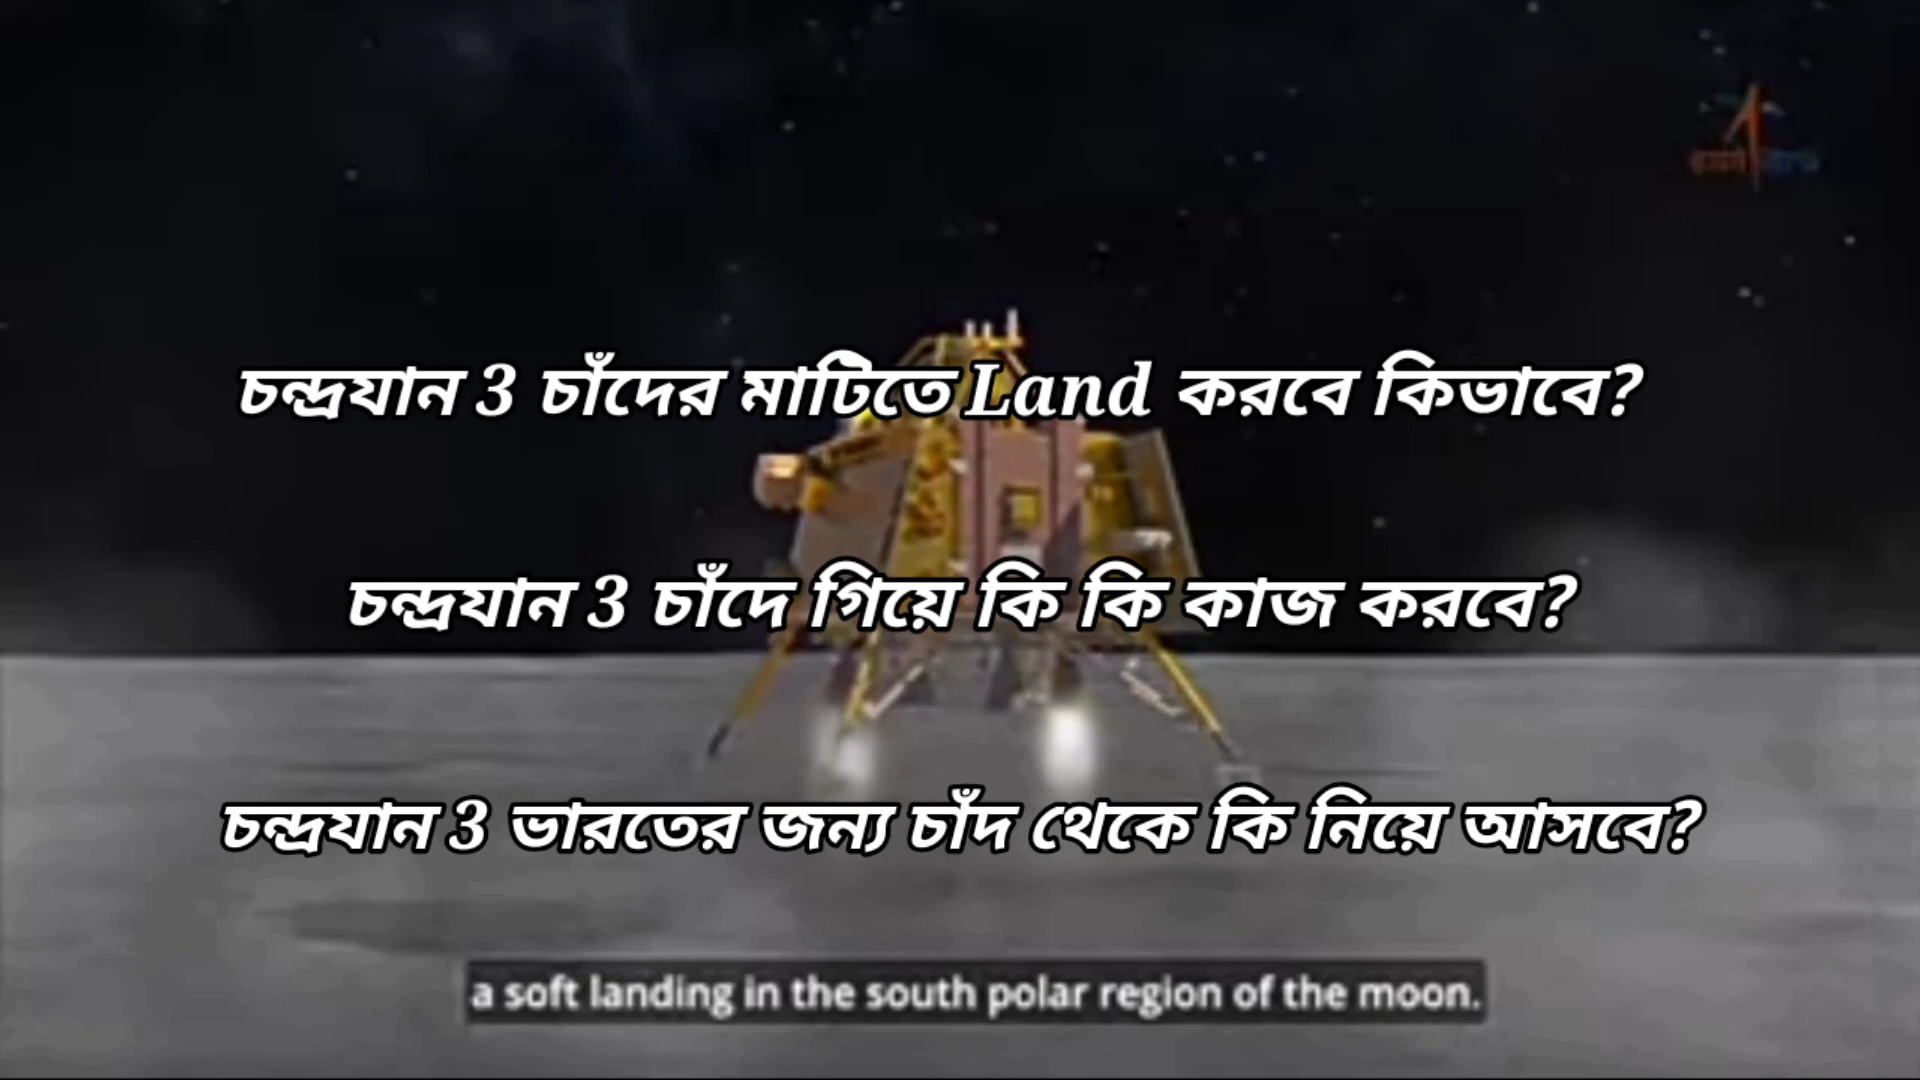 চন্দ্রযান 3 চাঁদের মাটিতে Land করবে কিভাবে?
চন্দ্রযান 3 চাঁদে গিয়ে কি কি কাজ করবে?
চন্দ্রযান 3 ভারতের জন্য চাঁদ থেকে কি নিয়ে আসবে?
a soft landing in the south polar region of the moon.